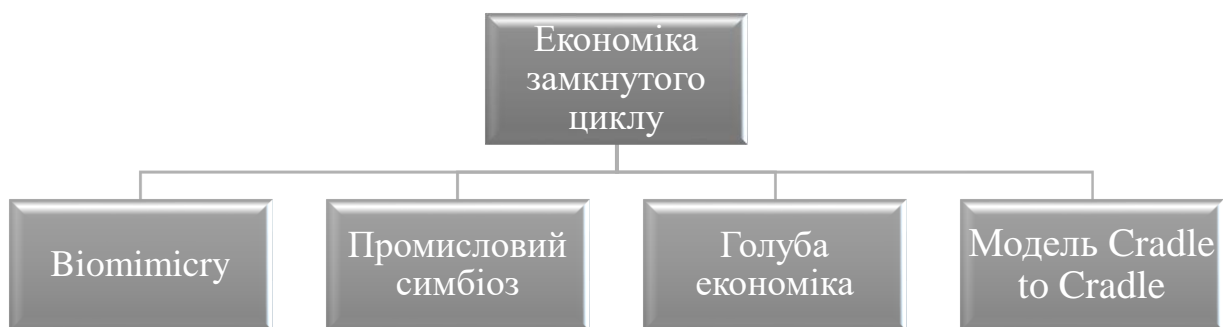 Економіка
замкнутого
циклу
Biomimicry
Промисловий
симбіоз
Голуба
економіка
Модель Cradle
to Cradle